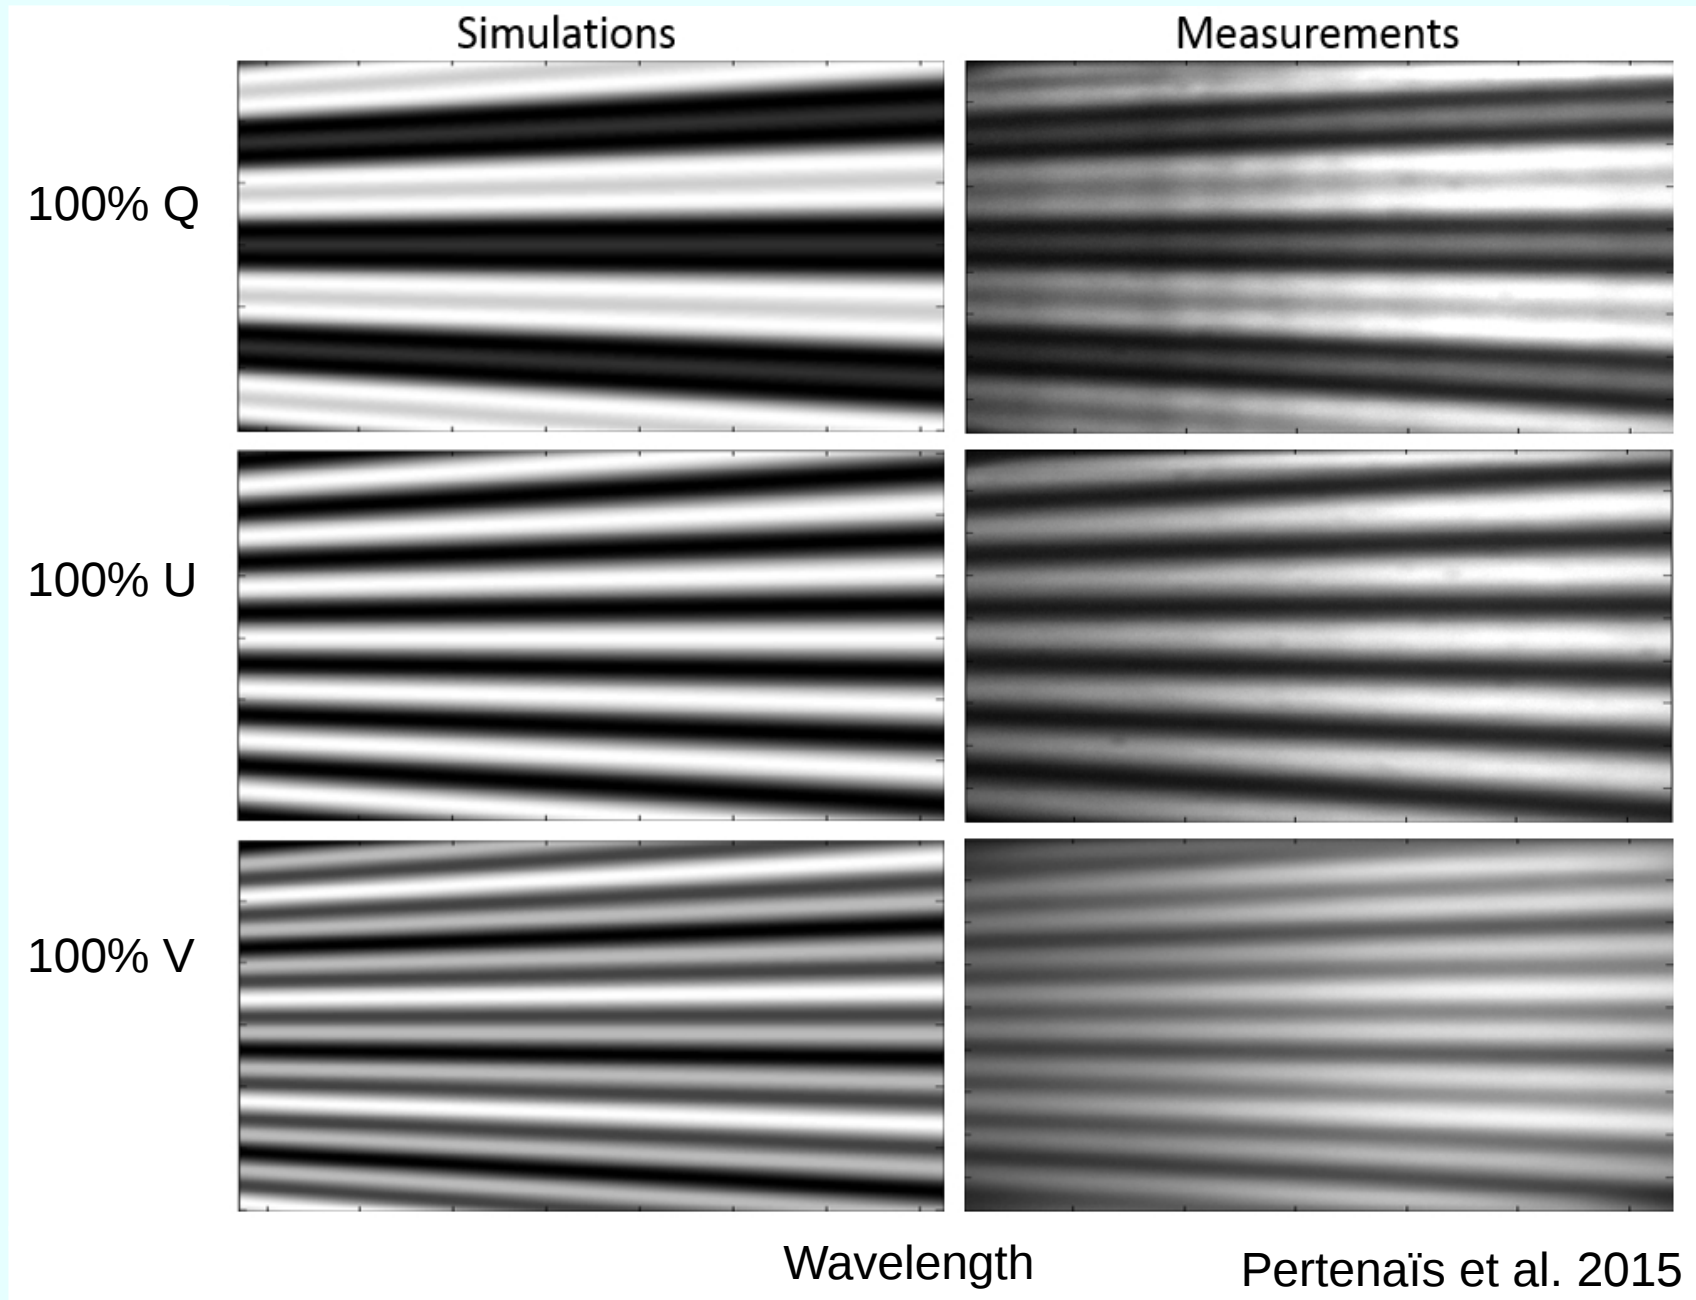 Simulations
Measurements
100% Q
100% U
100% V
Wavelength
Pertenaïs et al. 2015